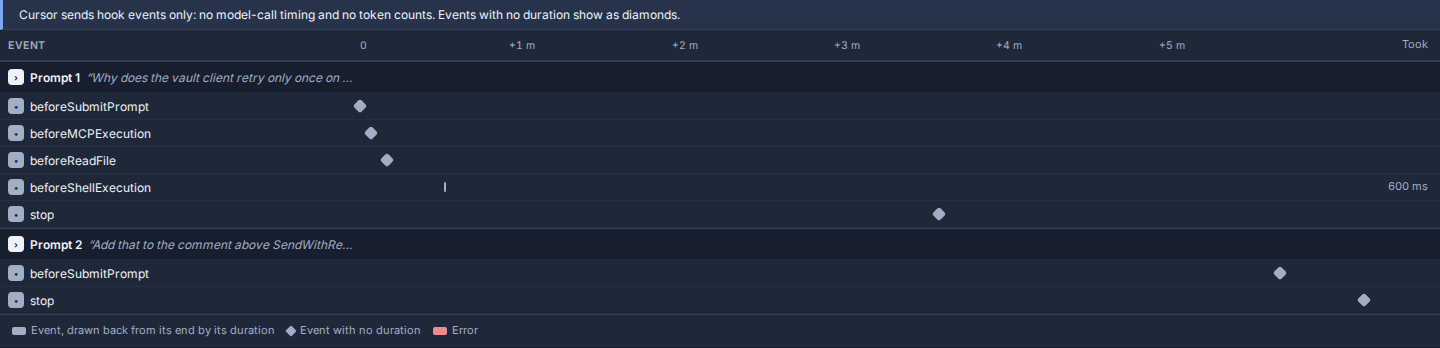 Cursor sends hook events only: no model-call timing and no token counts. Events with no duration show as diamonds.
EVENT 0 +1 m +2 m +3 m +4 m +5 m Took
Prompt 1 “Why does the vault client retry only once on ...
beforeSubmitPrompt
beforeMCPExecution
beforeReadFile
beforeShellExecution 600 ms
stop
Prompt 2 “Add that to the comment above SendWithRe...
beforeSubmitPrompt
stop
Event, drawn back from its end by its duration Event with no duration Error